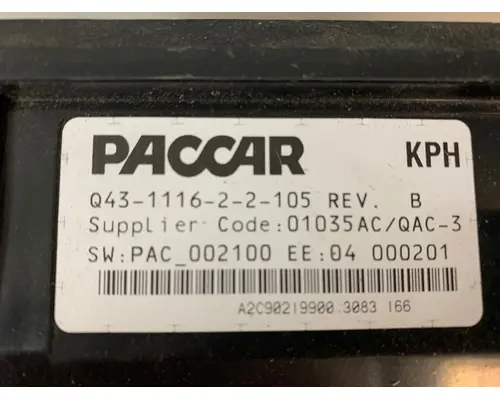 PACCAR KPH
Q43-1116-2-2-105 REV. B
Supplier Code:01035AC/QAC-3
SW:PAC_002100 EE:04 000201
A2C90219900 3083 166